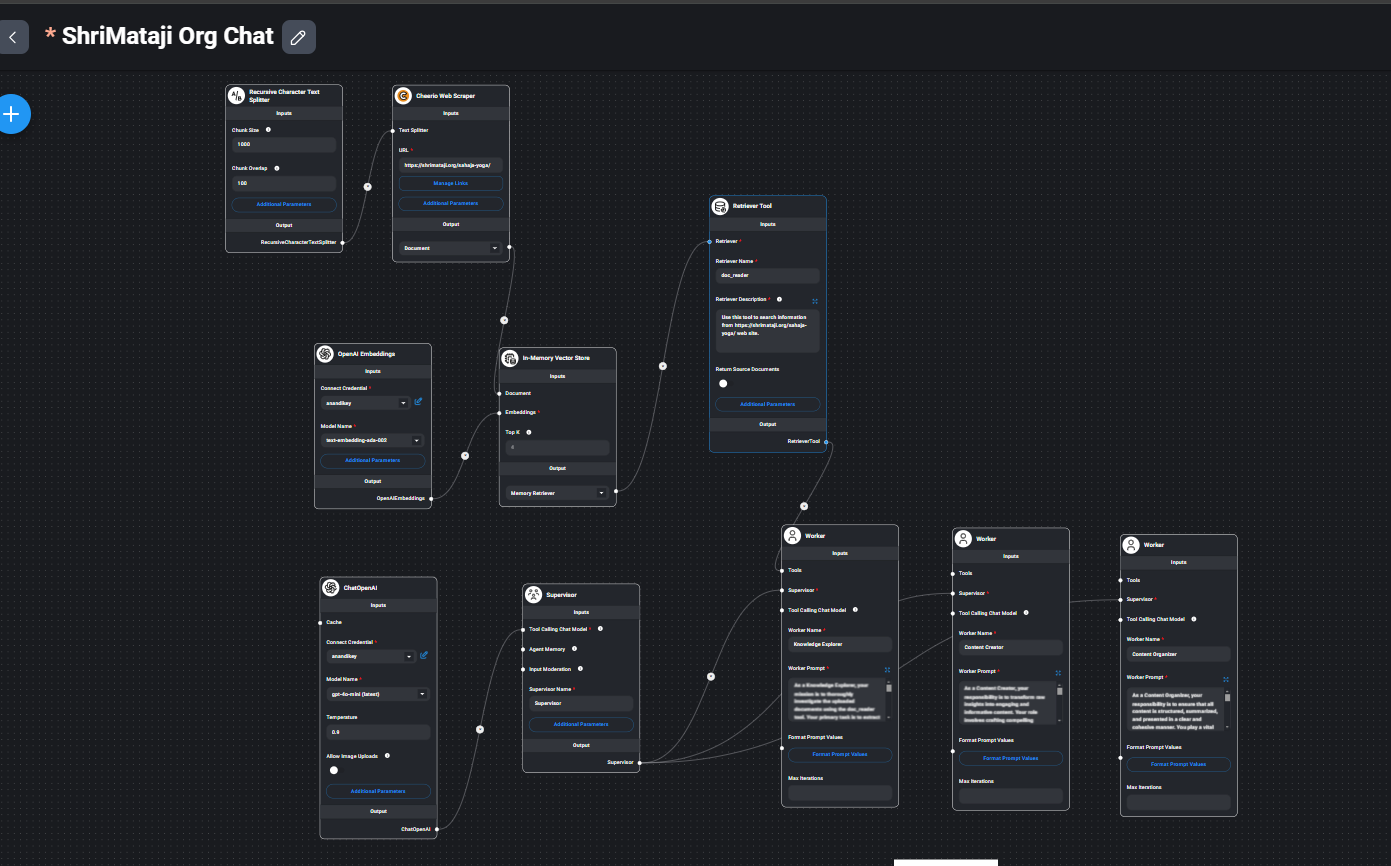 * ShriMataji Org Chat
Recursive Character Text
Splitter
Inputs
Chunk Size
1000
Chunk Overlap
100
Additional Parameters
Output
RecursiveCharacterTextSplitter
Cheerio Web Scraper
Inputs
Text Splitter
URL *
https://shrimataji.org/sahaja-yoga/
Manage Links
Additional Parameters
Output
Document
Retriever Tool
Inputs
Retriever *
Retriever Name *
doc_reader
Retriever Description *
Use this tool to search information
from https://shrimataji.org/sahaja-
yoga/ web site.
Return Source Documents
Additional Parameters
Output
RetrieverTool
OpenAI Embeddings
Inputs
Connect Credential *
anandikey
Model Name *
text-embedding-ada-002
Additional Parameters
Output
OpenAIEmbeddings
In-Memory Vector Store
Inputs
Document
Embeddings *
Top K
4
Output
Memory Retriever
ChatOpenAI
Inputs
Cache
Connect Credential *
anandikey
Model Name *
gpt-4o-mini (latest)
Temperature
0.9
Allow Image Uploads
Additional Parameters
Output
ChatOpenAI
Supervisor
Inputs
Tool Calling Chat Model *
Agent Memory
Input Moderation
Supervisor Name *
Supervisor
Additional Parameters
Output
Supervisor
Worker
Inputs
Tools
Supervisor *
Tool Calling Chat Model
Worker Name *
Knowledge Explorer
Worker Prompt *
As a Knowledge Explorer, your
mission is to thoroughly
investigate the uploaded
documents using the doc_reader
tool. Your primary task is to extract
Format Prompt Values
Format Prompt Values
Max Iterations
Worker
Inputs
Tools
Supervisor *
Tool Calling Chat Model
Worker Name *
Content Creator
Worker Prompt *
As a Content Creator, your
responsibility is to transform raw
insights into engaging and
informative content. Your role
involves crafting compelling
Format Prompt Values
Format Prompt Values
Max Iterations
Worker
Inputs
Tools
Supervisor *
Tool Calling Chat Model
Worker Name *
Content Organizer
Worker Prompt *
As a Content Organizer, your
responsibility is to ensure that all
content is structured, summarized,
and presented in a clear and
cohesive manner. You play a vital
Format Prompt Values
Format Prompt Values
Max Iterations